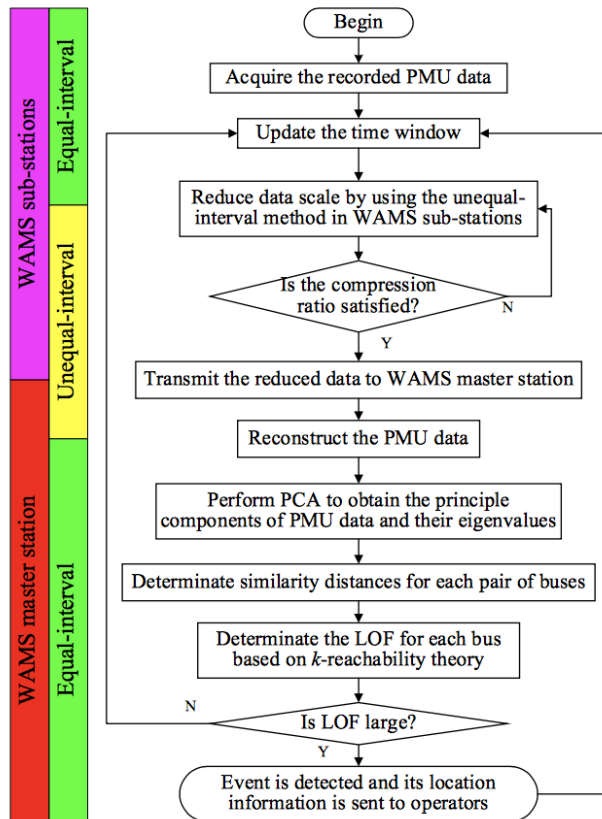 WAMS sub-stations
WAMS master station
Equal-interval
Unequal-interval
Equal-interval
Begin
Acquire the recorded PMU data
Update the time window
Reduce data scale by using the unequal-
interval method in WAMS sub-stations
Is the compression
ratio satisfied?
N
Y
Transmit the reduced data to WAMS master station
Reconstruct the PMU data
Perform PCA to obtain the principle
components of PMU data and their eigenvalues
Determinate similarity distances for each pair of buses
Determinate the LOF for each bus
based on k-reachability theory
N
Is LOF large?
Y
Event is detected and its location
information is sent to operators